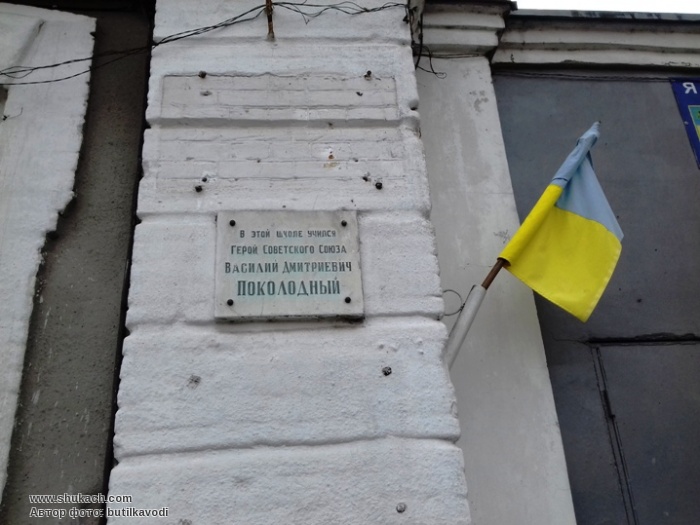 В этой школе учился
Герой Советского Союза
Василий Дмитриевич
ПОКОЛОДНЫЙ
Я
www.shukach.com
Автор фото: butilkavodi